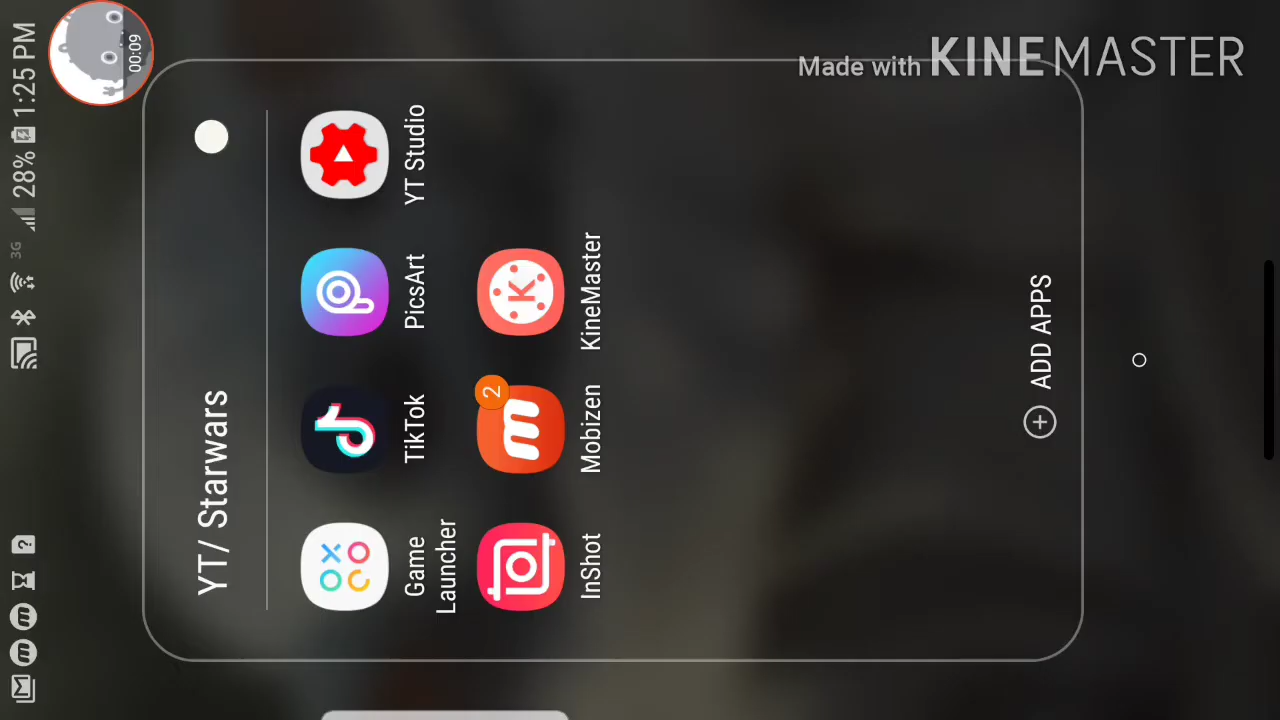 Made with KINEMASTER
3G 28% 1:25 PM
00:09
YT/ Starwars
Game
Launcher
TikTok
PicsArt
YT Studio
InShot
2
Mobizen
KineMaster
ADD APPS